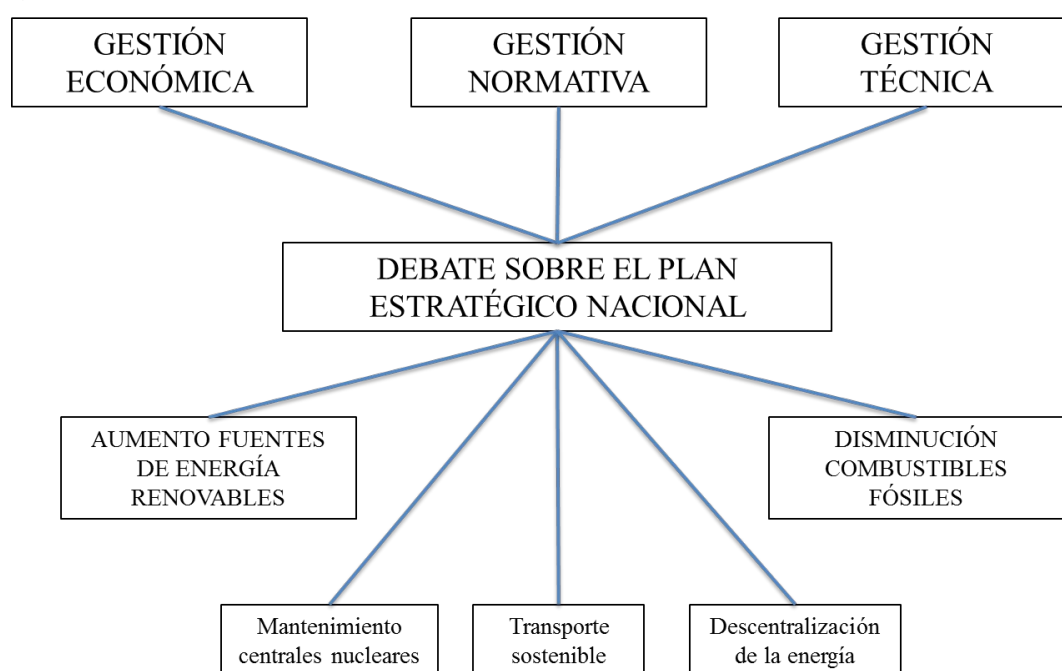 GESTIÓN
ECONÓMICA
GESTIÓN
NORMATIVA
GESTIÓN
TÉCNICA
DEBATE SOBRE EL PLAN
ESTRATÉGICO NACIONAL
AUMENTO FUENTES
DE ENERGÍA
RENOVABLES
DISMINUCIÓN
COMBUSTIBLES
FÓSILES
Mantenimiento
centrales nucleares
Transporte
sostenible
Descentralización
de la energía